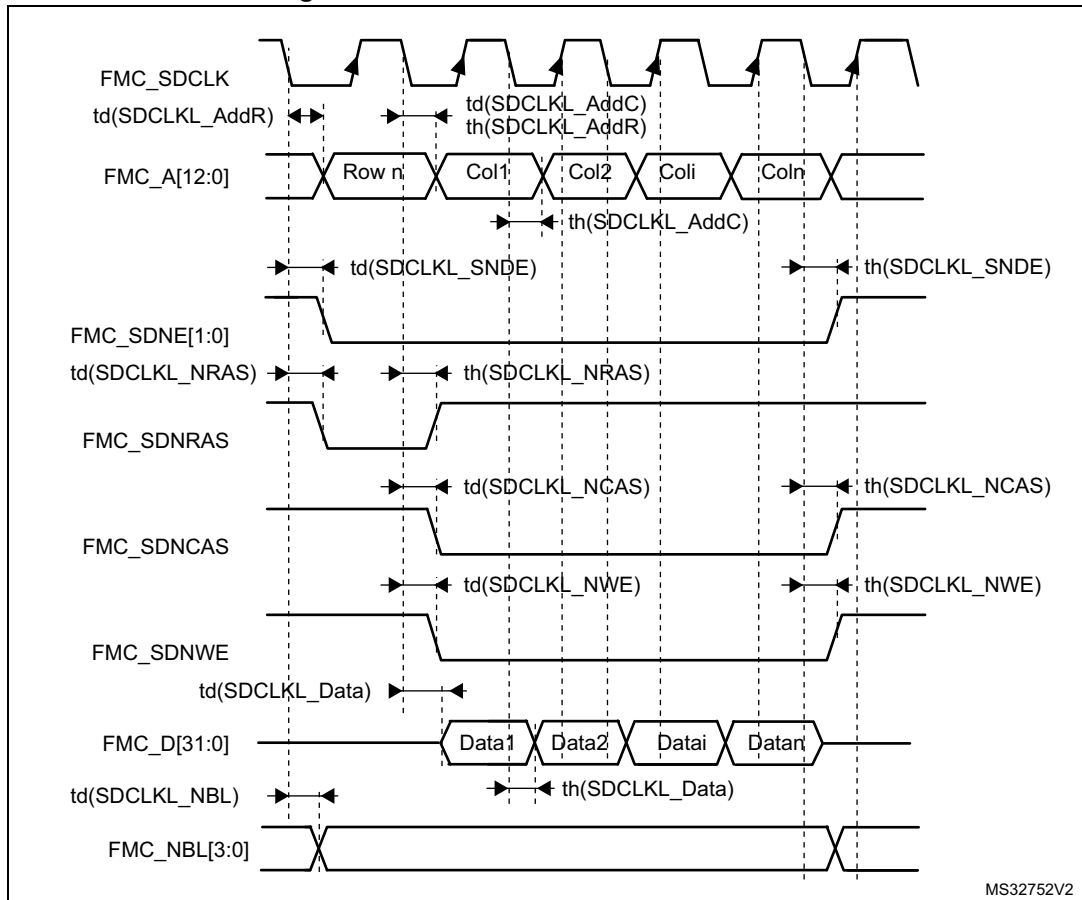 FMC_SDCLK
td(SDCLKL_AddR)
td(SDCLKL_AddC)
th(SDCLKL_AddR)
FMC_A[12:0]
Row n
Col1
Col2
Coli
Coln
th(SDCLKL_AddC)
td(SDCLKL_SNDE)
th(SDCLKL_SNDE)
FMC_SDNE[1:0]
td(SDCLKL_NRAS)
th(SDCLKL_NRAS)
FMC_SDNRAS
td(SDCLKL_NCAS)
th(SDCLKL_NCAS)
FMC_SDNCAS
td(SDCLKL_NWE)
th(SDCLKL_NWE)
FMC_SDNWE
td(SDCLKL_Data)
FMC_D[31:0]
Data1
Data2
Datai
Datan
td(SDCLKL_NBL)
th(SDCLKL_Data)
FMC_NBL[3:0]
MS32752V2